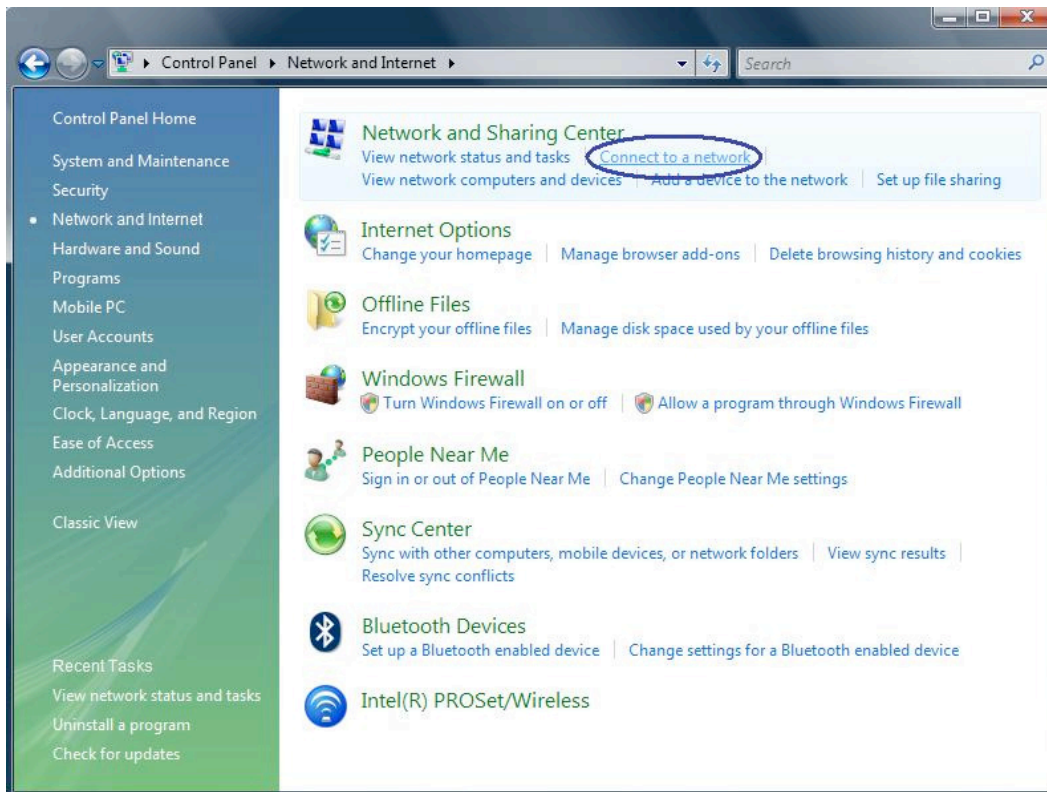 Control Panel Network and Internet Search
Control Panel Home
System and Maintenance
Security
Network and Internet
Hardware and Sound
Programs
Mobile PC
User Accounts
Appearance and
Personalization
Clock, Language, and Region
Ease of Access
Additional Options
Classic View
Recent Tasks
View network status and tasks
Uninstall a program
Check for updates
Network and Sharing Center
View network status and tasks Connect to a network
View network computers and devices Add a device to the network Set up file sharing
Internet Options
Change your homepage Manage browser add-ons Delete browsing history and cookies
Offline Files
Encrypt your offline files Manage disk space used by your offline files
Windows Firewall
Turn Windows Firewall on or off Allow a program through Windows Firewall
People Near Me
Sign in or out of People Near Me Change People Near Me settings
Sync Center
Sync with other computers, mobile devices, or network folders View sync results
Resolve sync conflicts
Bluetooth Devices
Set up a Bluetooth enabled device Change settings for a Bluetooth enabled device
Intel(R) PROSet/Wireless